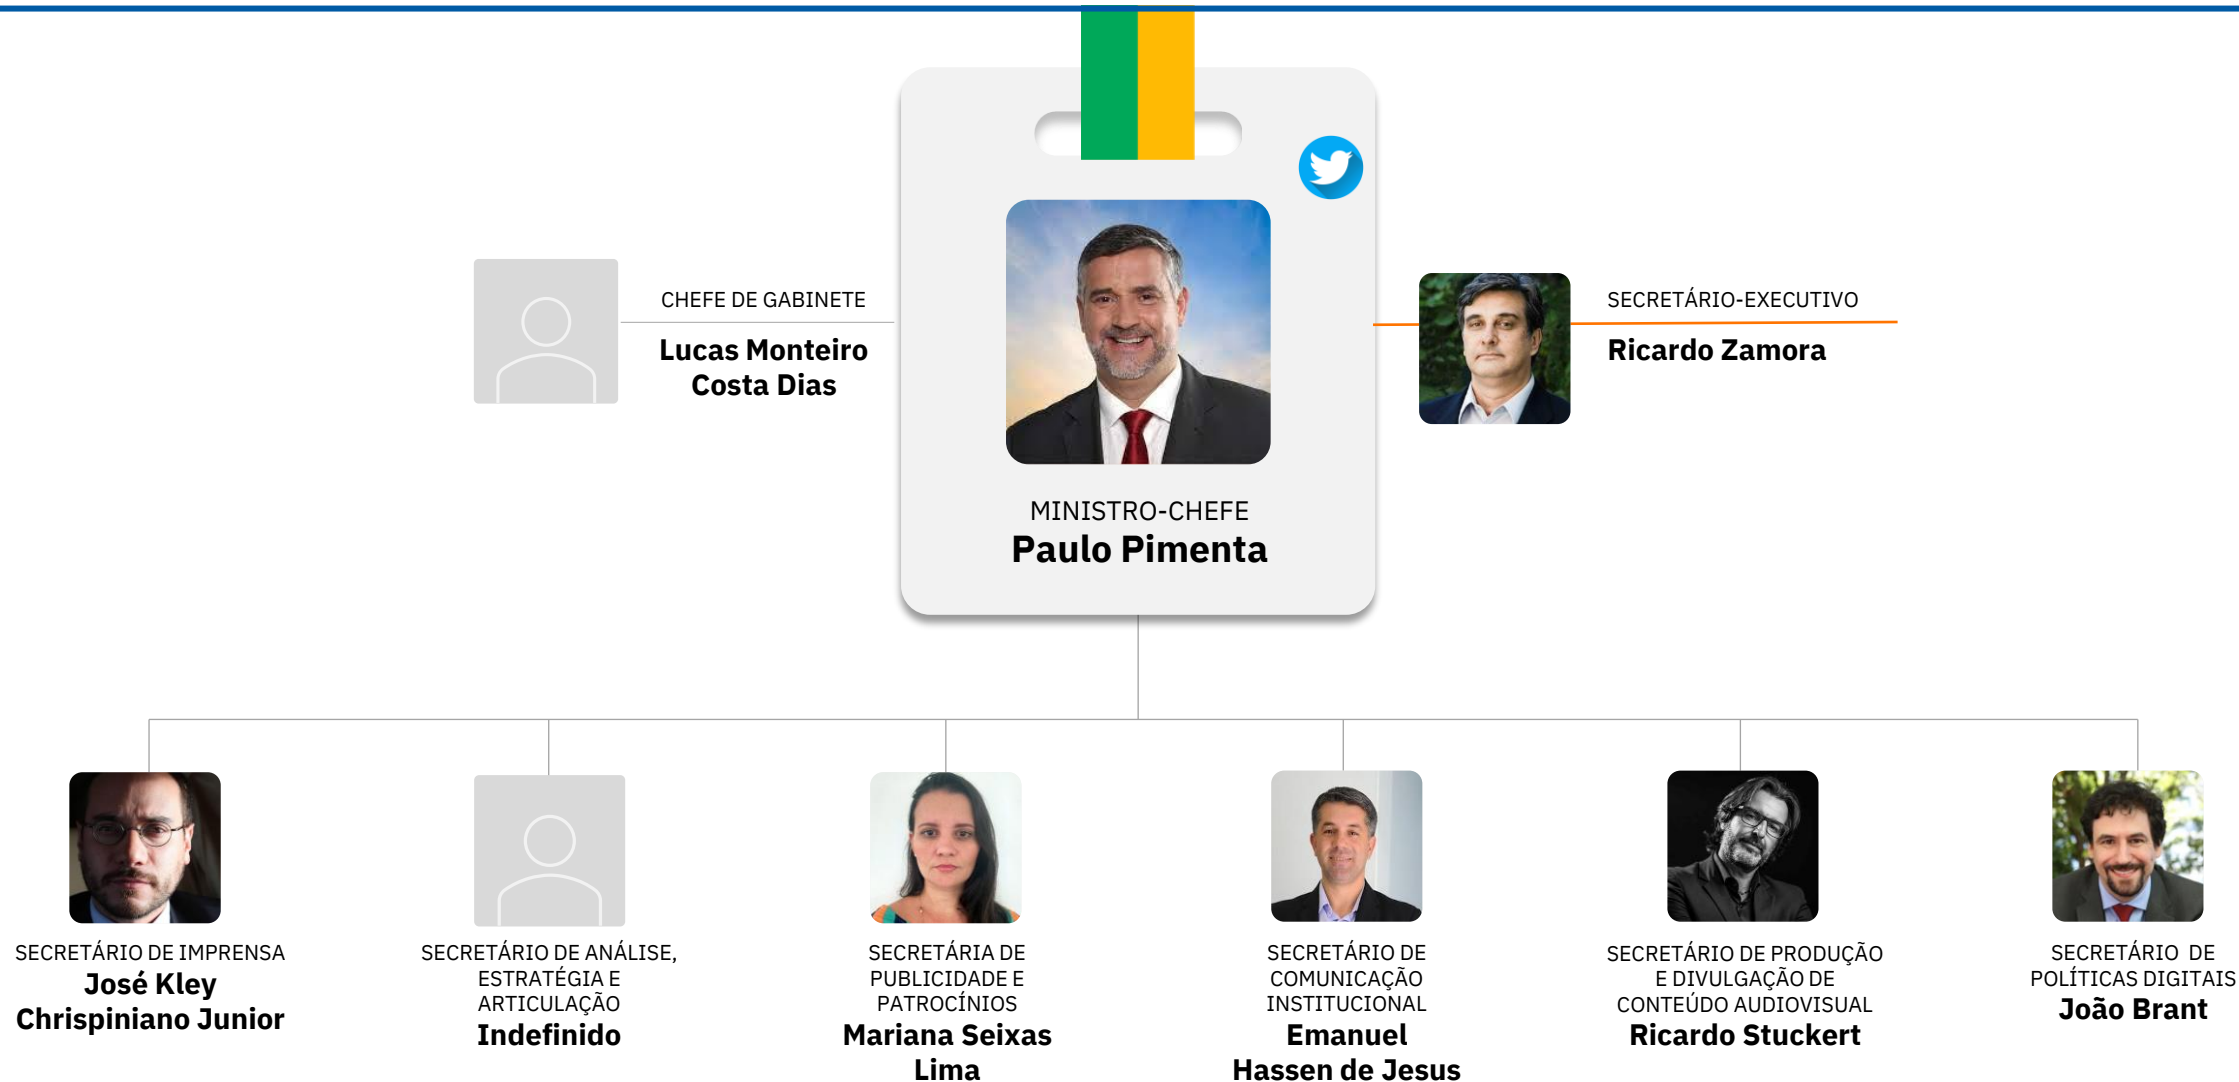 CHEFE DE GABINETE
Lucas Monteiro
Costa Dias
MINISTRO-CHEFE
Paulo Pimenta
SECRETÁRIO-EXECUTIVO
Ricardo Zamora
SECRETÁRIO DE IMPRENSA
José Kley
Chrispiniano Junior
SECRETÁRIO DE ANÁLISE,
ESTRATÉGIA E
ARTICULAÇÃO
Indefinido
SECRETÁRIA DE
PUBLICIDADE E
PATROCÍNIOS
Mariana Seixas
Lima
SECRETÁRIO DE
COMUNICAÇÃO
INSTITUCIONAL
Emanuel
Hassen de Jesus
SECRETÁRIO DE PRODUÇÃO
E DIVULGAÇÃO DE
CONTEÚDO AUDIOVISUAL
Ricardo Stuckert
SECRETÁRIO DE
POLÍTICAS DIGITAIS
João Brant